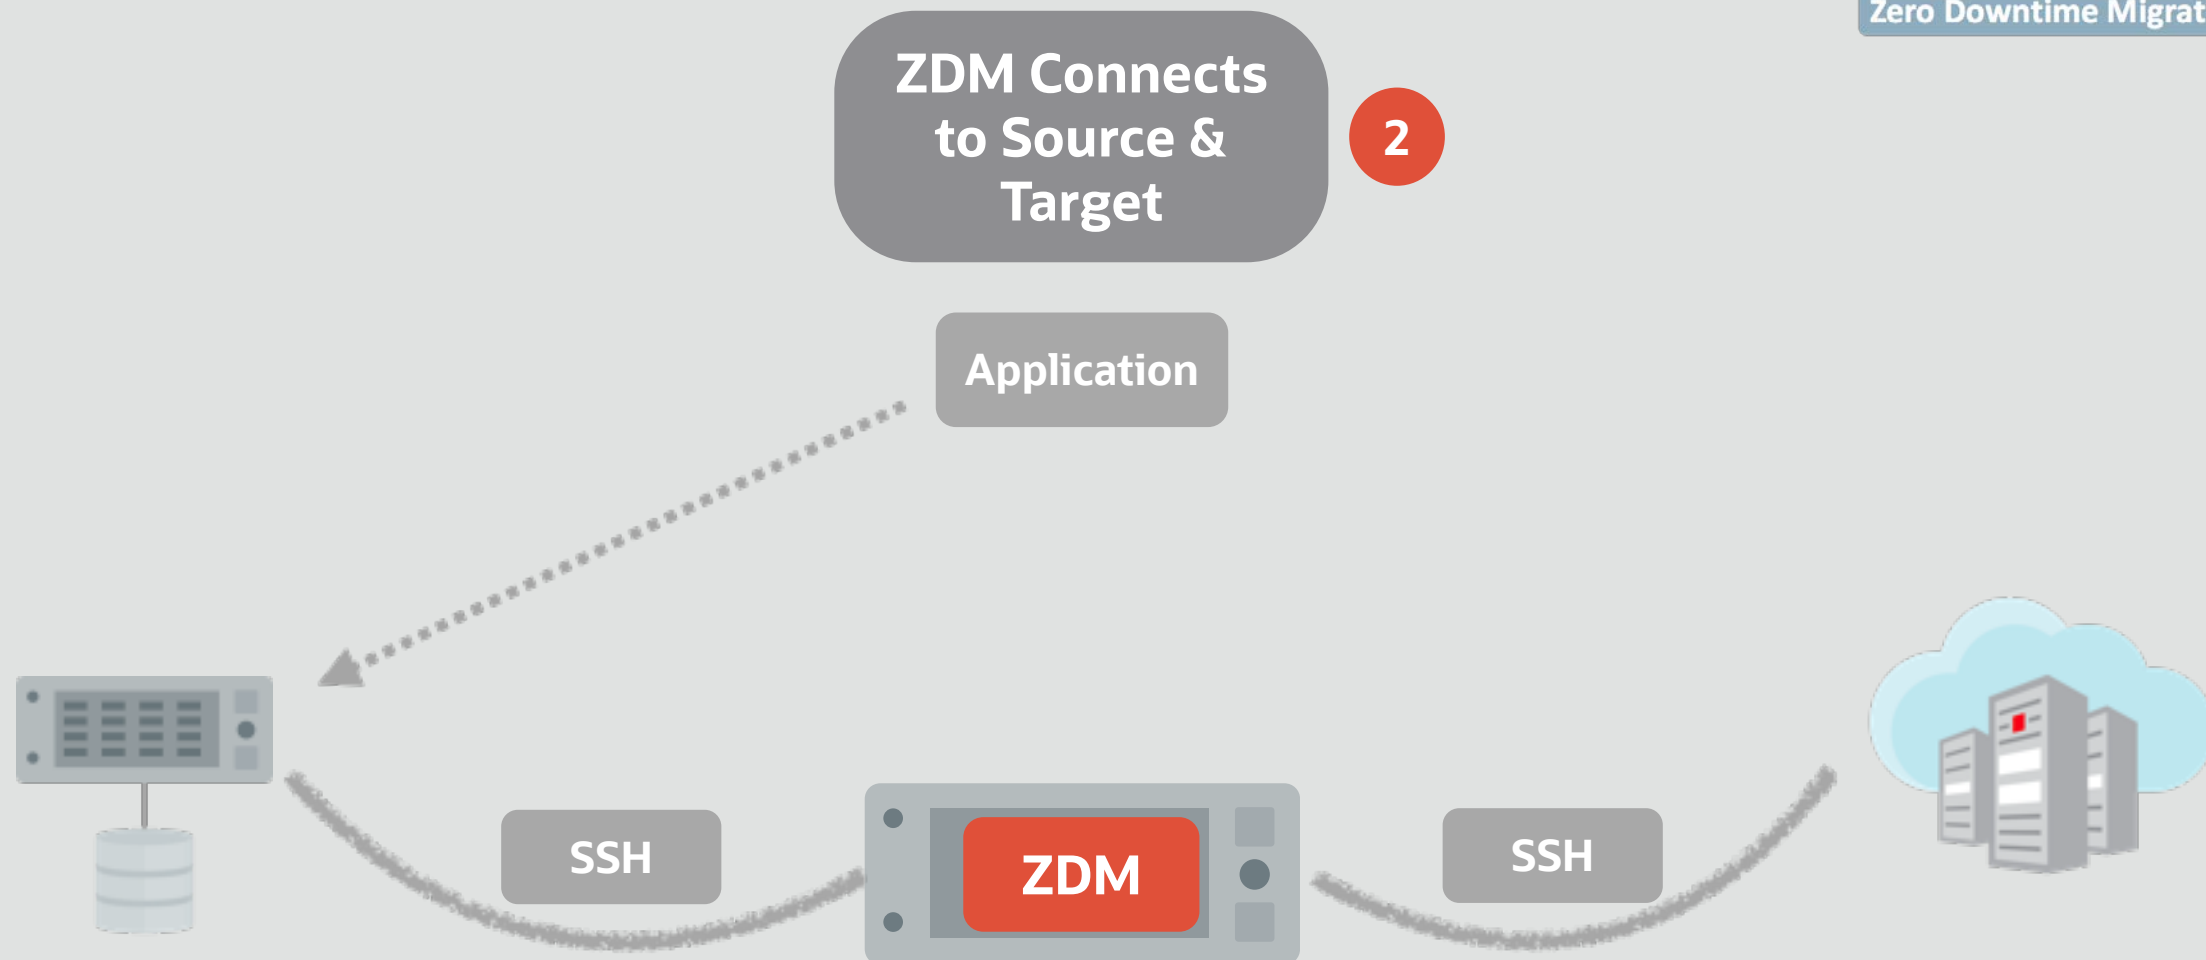 Zero Downtime Migrat
ZDM Connects
to Source &
Target
2
Application
SSH
ZDM
SSH